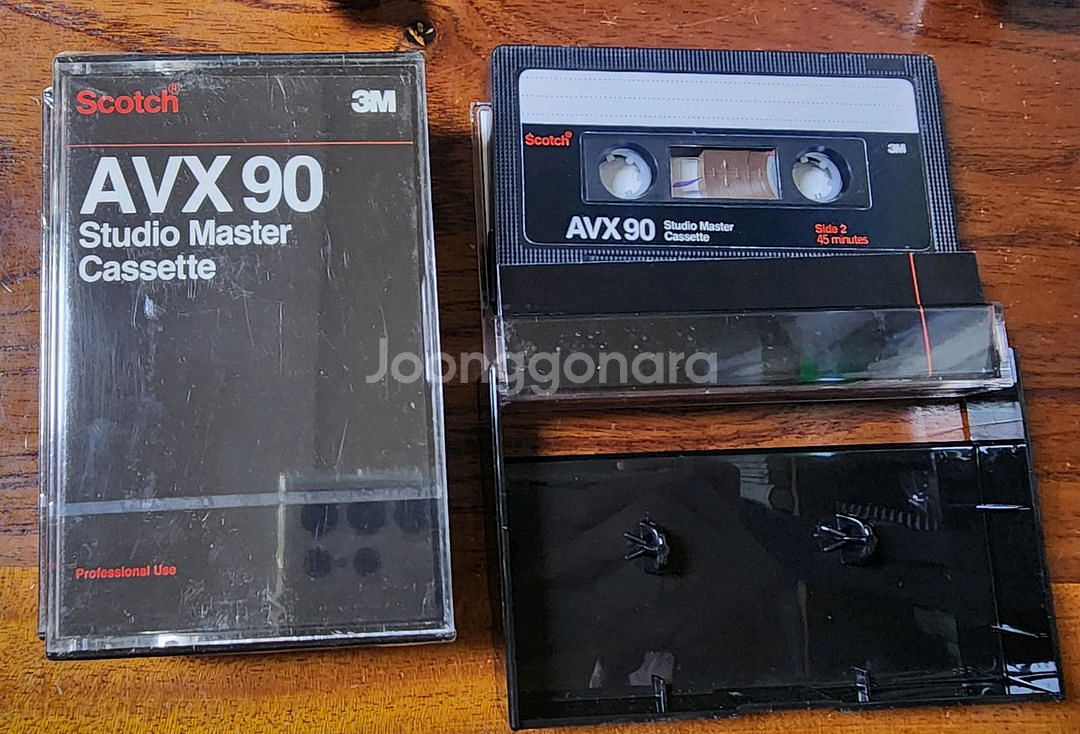 Scotch®
3M
AVX 90
Studio Master
Cassette
Professional Use
Scotch®
3M
AVX 90
Studio Master
Cassette
Side 2
45 minutes
Joonggonara